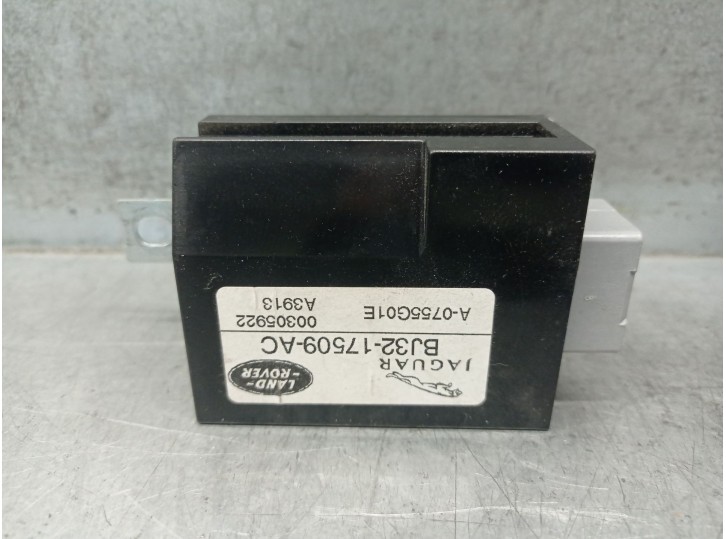 JAGUAR
LAND-
-ROVER
BJ32-17509-AC
A-0755G01E 00305922
A3913